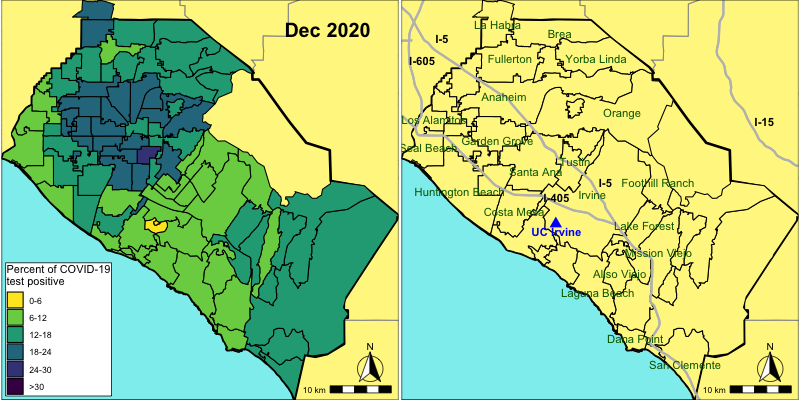 Dec 2020
Percent of COVID-19
test positive
0-6
6-12
12-18
18-24
24-30
>30
N
10 km
La Habra
Brea
I-5
Fullerton
Yorba Linda
I-605
Anaheim
Orange
I-15
Los Alamitos
Garden Grove
Seal Beach
Tustin
Santa Ana
I-5
Foothill Ranch
Huntington Beach
I-405
Irvine
Costa Mesa
Lake Forest
UC Irvine
Mission Viejo
Aliso Viejo
Laguna Beach
Dana Point
San Clemente
N
10 km